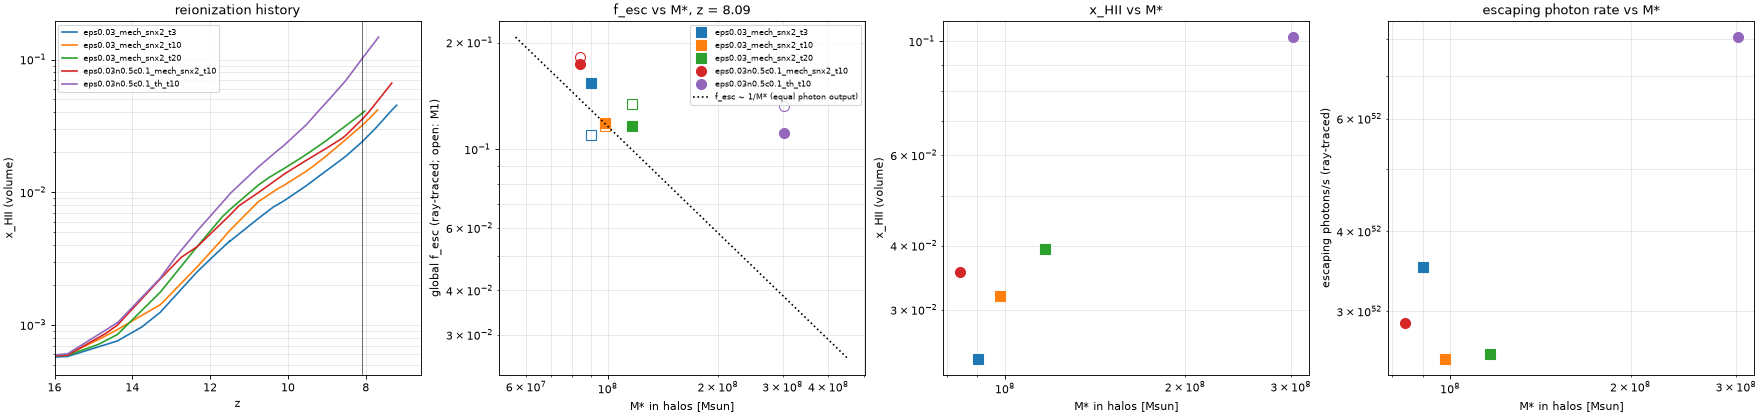 reionization history
x_HII (volume)
10⁻¹
10⁻²
10⁻³
eps0.03_mech_snx2_t3
eps0.03_mech_snx2_t10
eps0.03_mech_snx2_t20
eps0.03n0.5c0.1_mech_snx2_t10
eps0.03n0.5c0.1_th_t10
16 14 12 10 8
z
f_esc vs M*, z = 8.09
global f_esc (ray-traced; open: M1)
2 × 10⁻¹
10⁻¹
6 × 10⁻²
4 × 10⁻²
3 × 10⁻²
eps0.03_mech_snx2_t3
eps0.03_mech_snx2_t10
eps0.03_mech_snx2_t20
eps0.03n0.5c0.1_mech_snx2_t10
eps0.03n0.5c0.1_th_t10
f_esc ~ 1/M* (equal photon output)
6 × 10⁷ 10⁸ 2 × 10⁸ 3 × 10⁸ 4 × 10⁸
M* in halos [Msun]
x_HII vs M*
x_HII (volume)
10⁻¹
6 × 10⁻²
4 × 10⁻²
3 × 10⁻²
10⁸ 2 × 10⁸ 3 × 10⁸
M* in halos [Msun]
escaping photon rate vs M*
escaping photons/s (ray-traced)
6 × 10⁵²
4 × 10⁵²
3 × 10⁵²
10⁸ 2 × 10⁸ 3 × 10⁸
M* in halos [Msun]